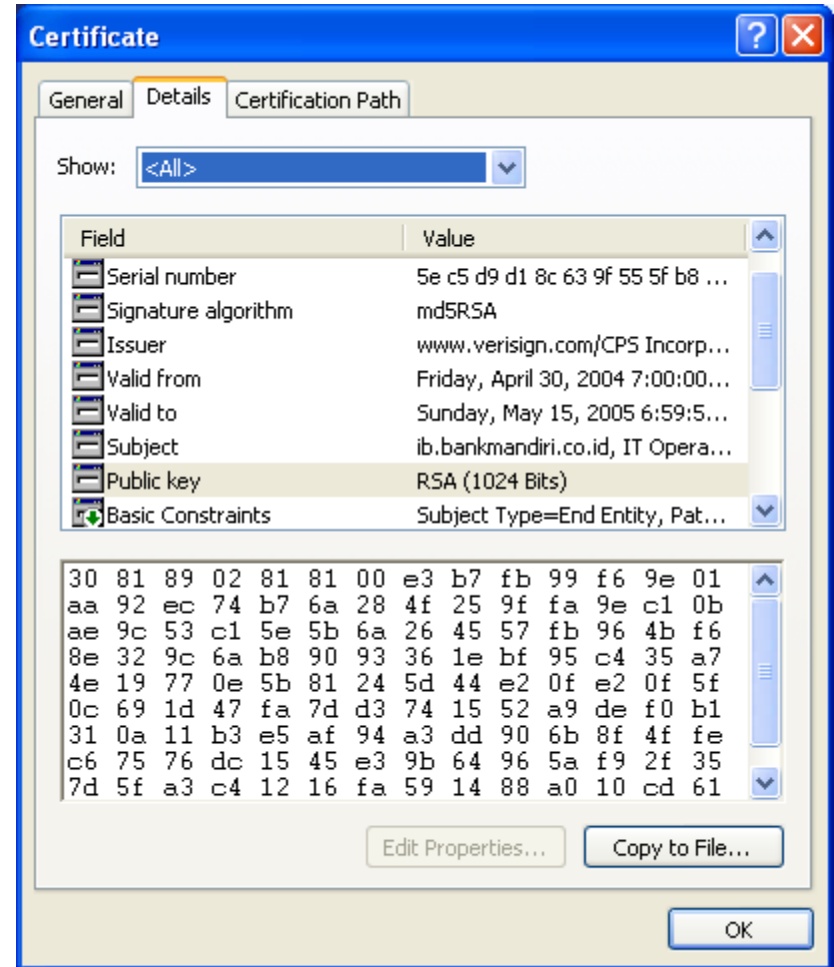 Certificate
General Details Certification Path
Show: <All>
Field Value
Serial number 5e c5 d9 d1 8c 63 9f 55 5f b8 ...
Signature algorithm md5RSA
Issuer www.verisign.com/CPS Incorp...
Valid from Friday, April 30, 2004 7:00:00...
Valid to Sunday, May 15, 2005 6:59:5...
Subject ib.bankmandiri.co.id, IT Opera...
Public key RSA (1024 Bits)
Basic Constraints Subject Type=End Entity, Pat...
30 81 89 02 81 81 00 e3 b7 fb 99 f6 9e 01
aa 92 ec 74 b7 6a 28 4f 25 9f fa 9e c1 0b
ae 9c 53 c1 5e 5b 6a 26 45 57 fb 96 4b f6
8e 32 9c 6a b8 90 93 36 1e bf 95 c4 35 a7
4e 19 77 0e 5b 81 24 5d 44 e2 0f e2 0f 5f
0c 69 1d 47 fa 7d d3 74 15 52 a9 de f0 b1
31 0a 11 b3 e5 af 94 a3 dd 90 6b 8f 4f fe
c6 75 76 dc 15 45 e3 9b 64 96 5a f9 2f 35
7d 5f a3 c4 12 16 fa 59 14 88 a0 10 cd 61
Edit Properties... Copy to File...
OK